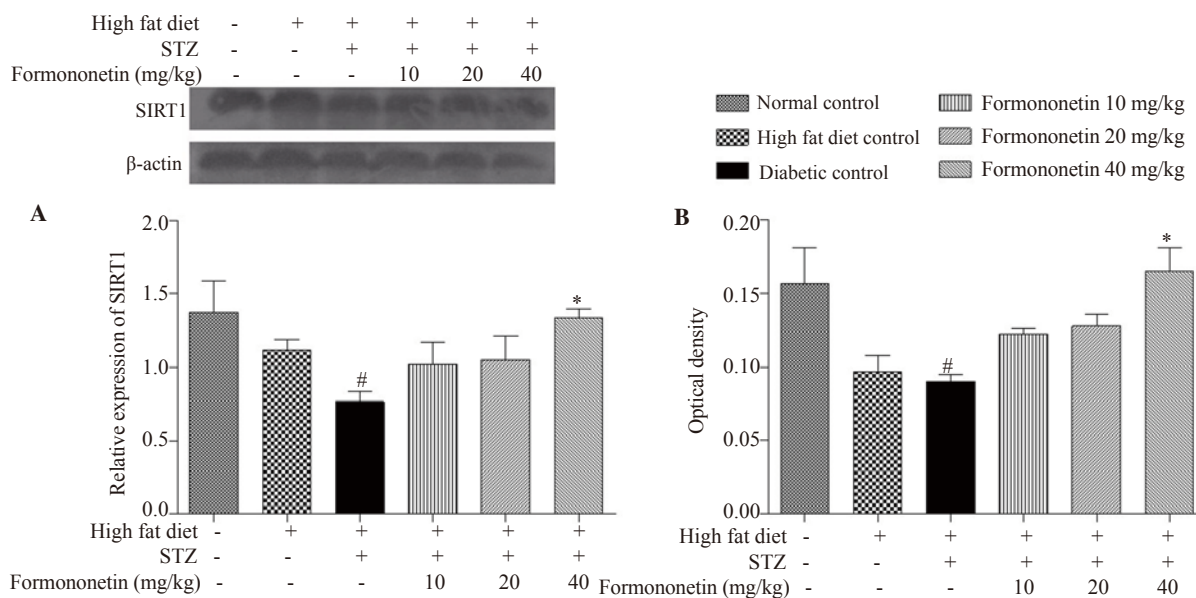 High fat diet - + + + + +
STZ - - + + + +
Formononetin (mg/kg) - - - 10 20 40
SIRT1
β-actin
Normal control
High fat diet control
Diabetic control
Formononetin 10 mg/kg
Formononetin 20 mg/kg
Formononetin 40 mg/kg
A
Relative expression of SIRT1
2.0
1.5
1.0
0.5
0.0
#
*
High fat diet - + + + + +
STZ - - + + + +
Formononetin (mg/kg) - - - 10 20 40
B
Optical density
0.20
0.15
0.10
0.05
0.00
#
*
High fat diet - + + + + +
STZ - - + + + +
Formononetin (mg/kg) - - - 10 20 40